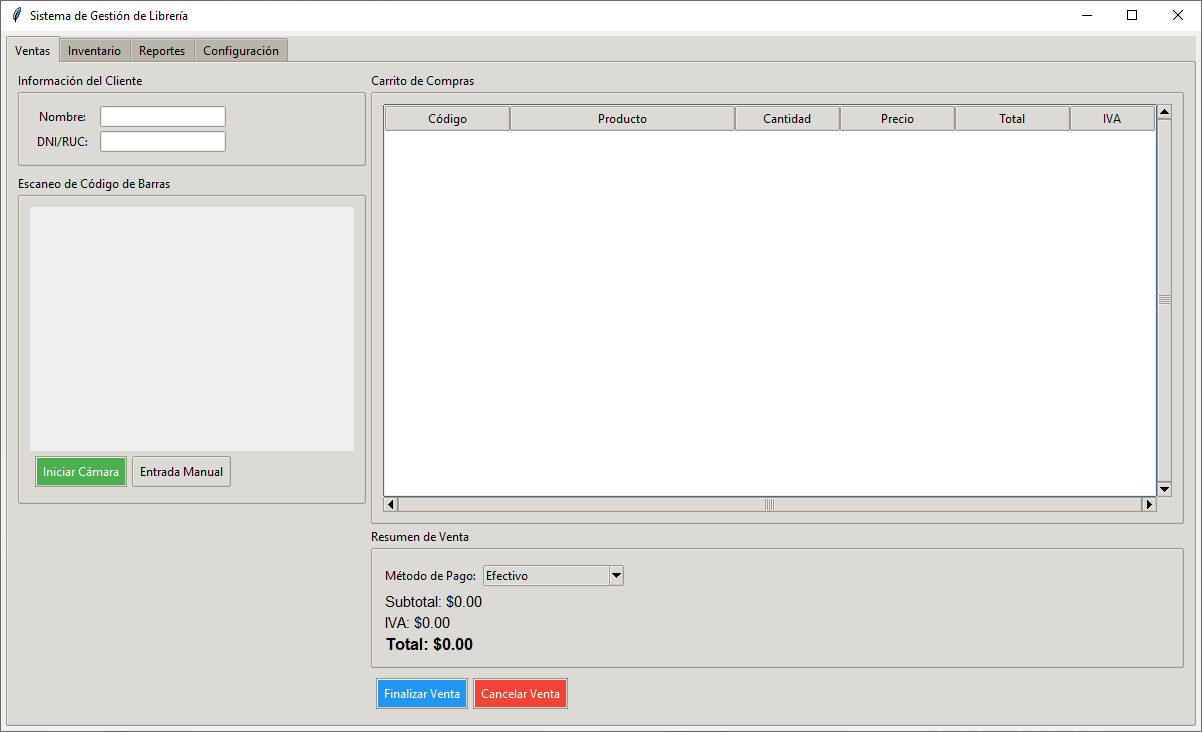 Sistema de Gestión de Librería
Ventas Inventario Reportes Configuración
Información del Cliente
Nombre:
DNI/RUC:
Escaneo de Código de Barras
Iniciar Cámara Entrada Manual
Carrito de Compras
Código Producto Cantidad Precio Total IVA
Resumen de Venta
Método de Pago: Efectivo
Subtotal: $0.00
IVA: $0.00
Total: $0.00
Finalizar Venta Cancelar Venta